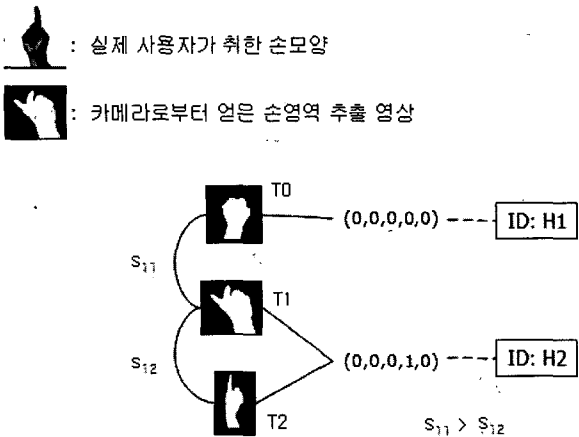 : 실제 사용자가 취한 손모양
: 카메라로부터 얻은 손영역 추출 영상
T0
(0,0,0,0,0)
ID: H1
S11
T1
S12
(0,0,0,1,0)
ID: H2
T2
S11 > S12